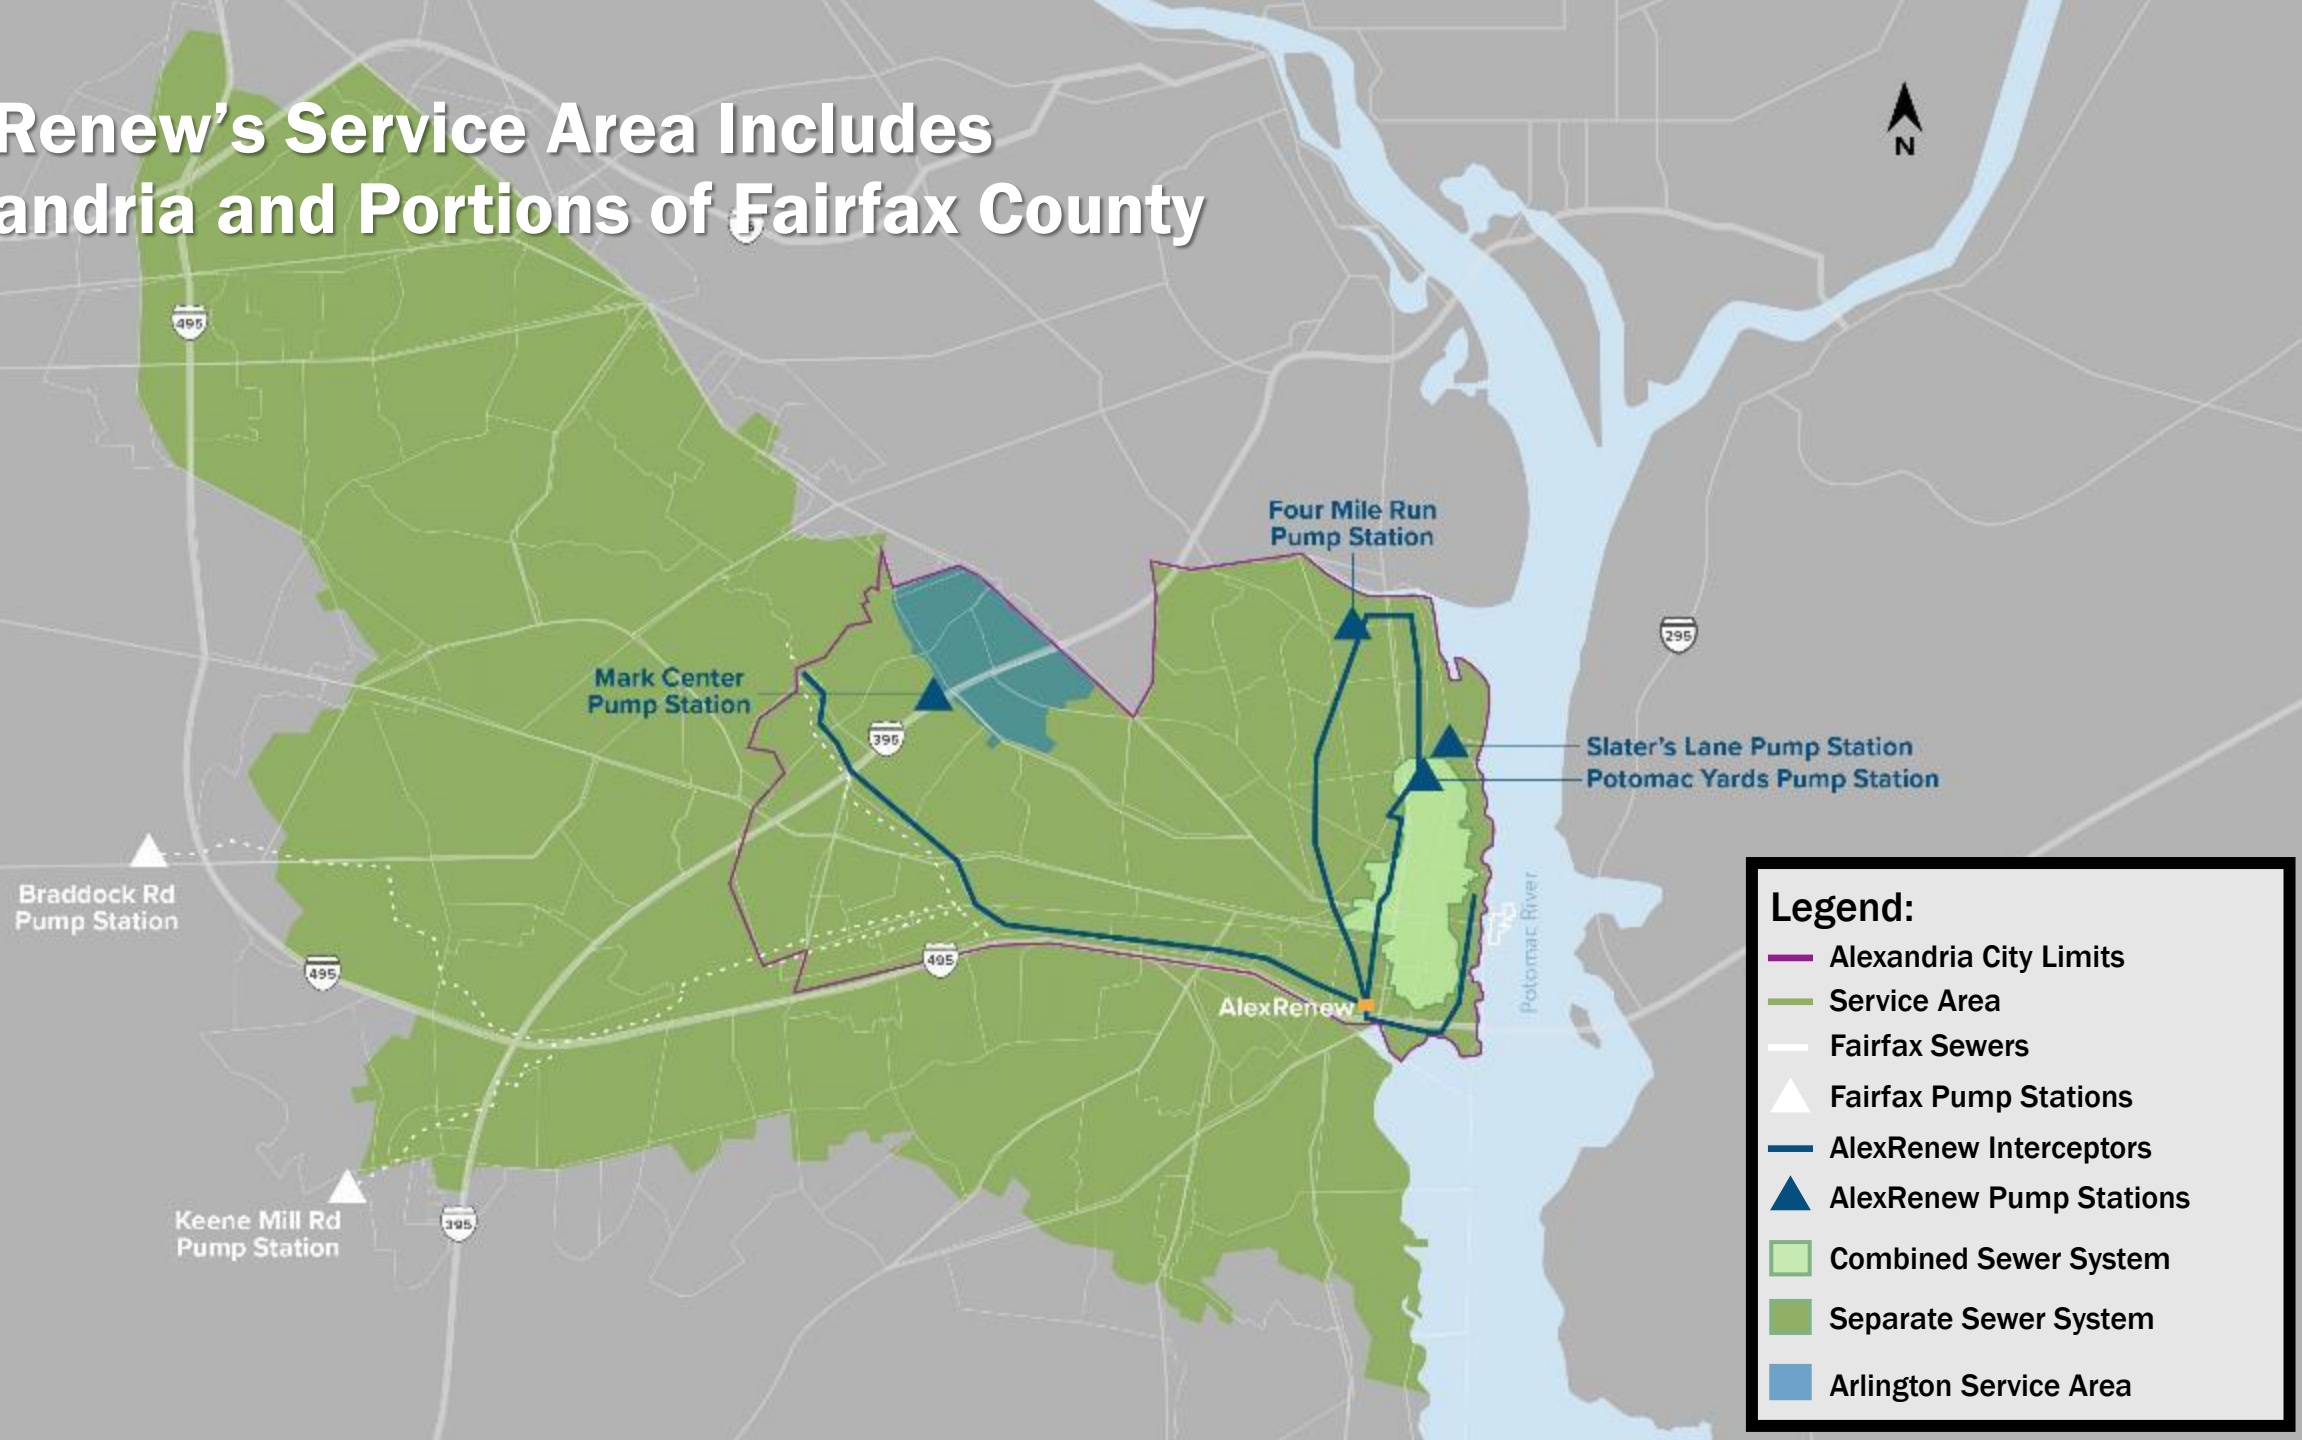 Renew’s Service Area Includes
andria and Portions of Fairfax County
N
495
Four Mile Run
Pump Station
295
Mark Center
Pump Station
395
Slater's Lane Pump Station
Potomac Yards Pump Station
Braddock Rd
Pump Station
Potomac River
495
495
AlexRenew
Keene Mill Rd
Pump Station
395
Legend:
Alexandria City Limits
Service Area
Fairfax Sewers
Fairfax Pump Stations
AlexRenew Interceptors
AlexRenew Pump Stations
Combined Sewer System
Separate Sewer System
Arlington Service Area